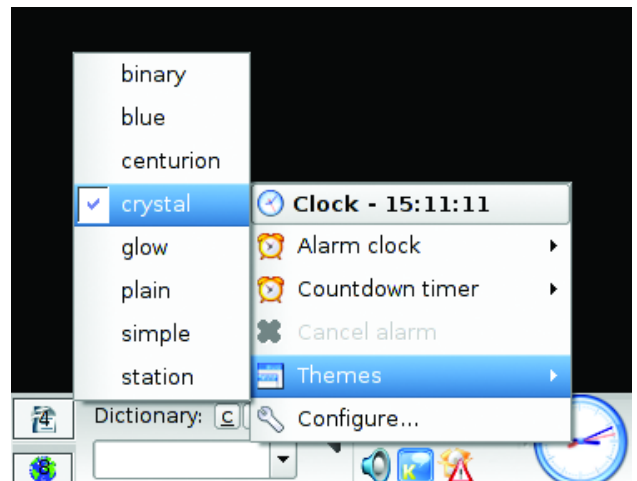 binary
blue
centurion
crystal
glow
plain
simple
station
Clock - 15:11:11
Alarm clock
Countdown timer
Cancel alarm
Themes
Configure...
4
Dictionary: C
K